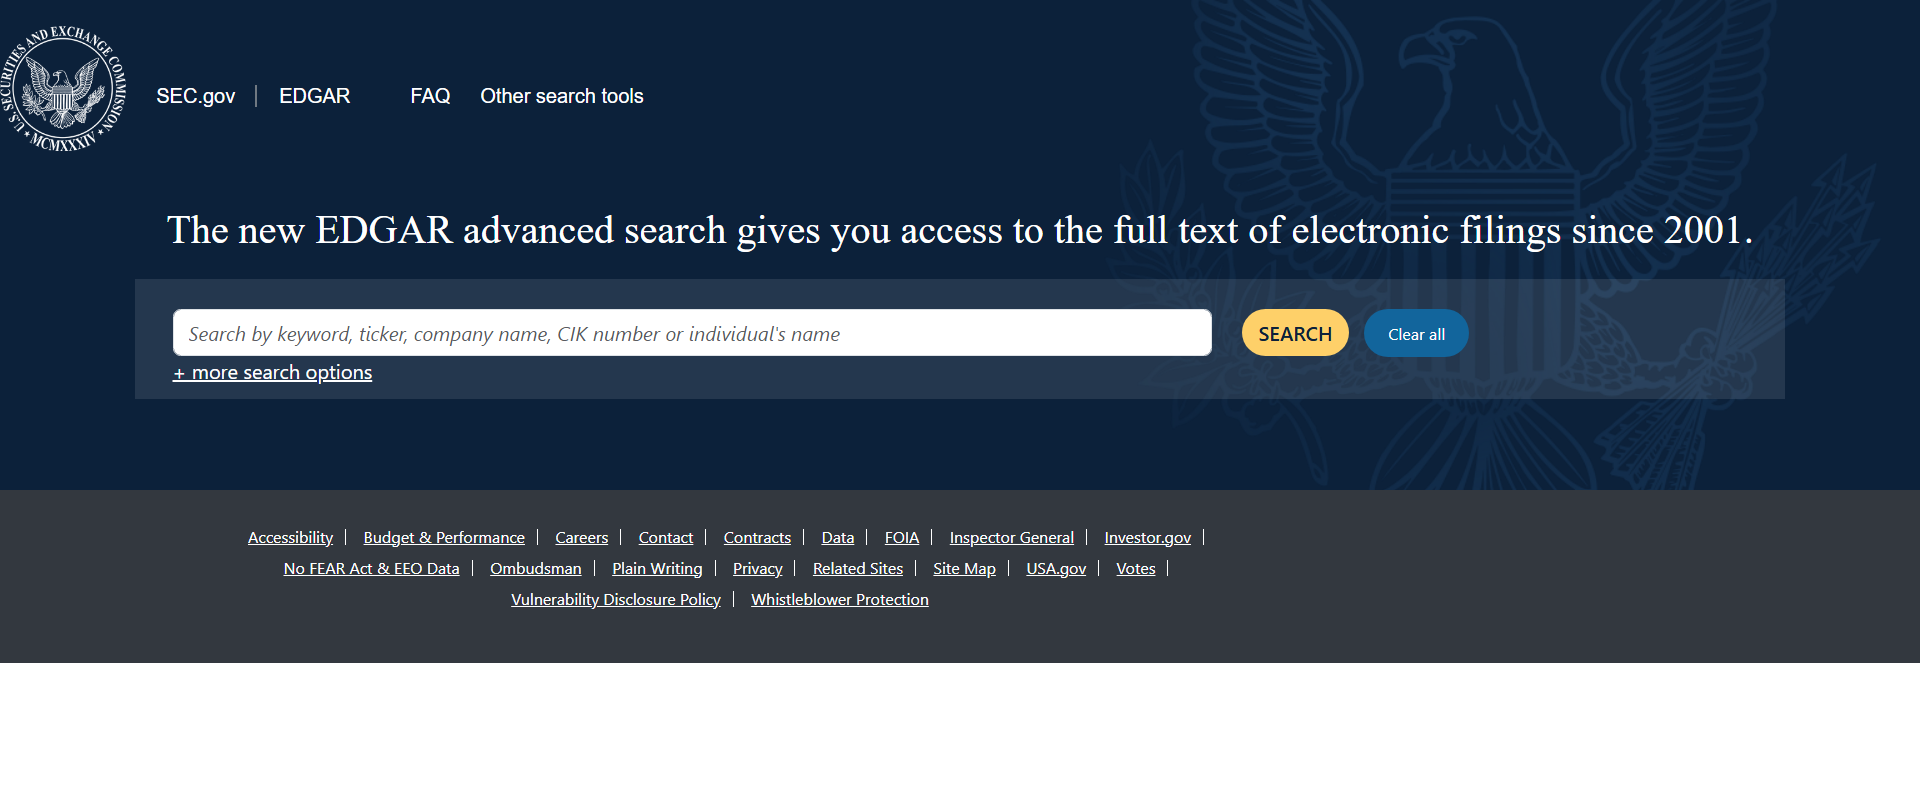 U.S. SECURITIES AND EXCHANGE COMMISSION
MCMXXXIV
SEC.gov EDGAR FAQ Other search tools
The new EDGAR advanced search gives you access to the full text of electronic filings since 2001.
Search by keyword, ticker, company name, CIK number or individual's name SEARCH Clear all
+ more search options
Accessibility Budget & Performance Careers Contact Contracts Data FOIA Inspector General Investor.gov
No FEAR Act & EEO Data Ombudsman Plain Writing Privacy Related Sites Site Map USA.gov Votes
Vulnerability Disclosure Policy Whistleblower Protection